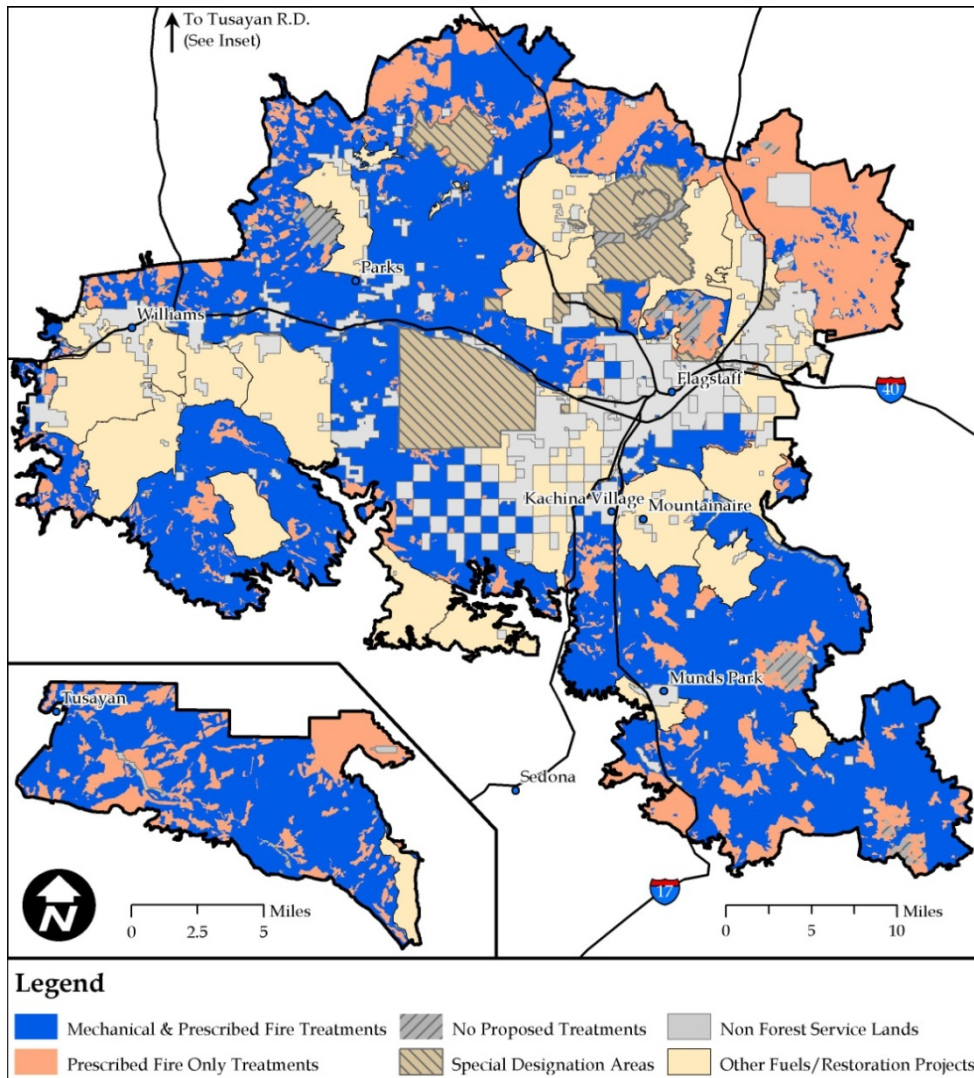 To Tusayan R.D.
(See Inset)
Parks
Williams
Flagstaff
40
Kachina Village
Mountainaire
Munds Park
Tusayan
Sedona
17
N
Miles
0 2.5 5
Miles
0 5 10
Legend
Mechanical & Prescribed Fire Treatments
No Proposed Treatments
Non Forest Service Lands
Prescribed Fire Only Treatments
Special Designation Areas
Other Fuels/Restoration Projects